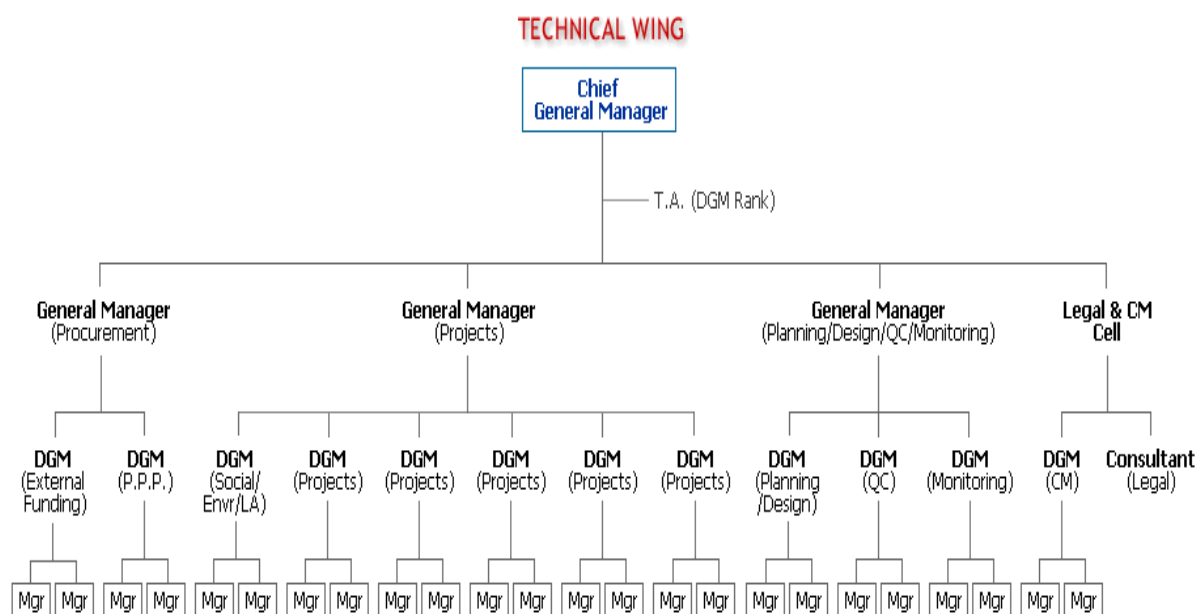 TECHNICAL WING
Chief
General Manager
T.A. (DGM Rank)
General Manager
(Procurement)
General Manager
(Projects)
General Manager
(Planning/Design/QC/Monitoring)
Legal & CM
Cell
DGM
(External
Funding)
DGM
(P.P.P.)
DGM
(Social/
Envr/LA)
DGM
(Projects)
DGM
(Projects)
DGM
(Projects)
DGM
(Projects)
DGM
(Projects)
DGM
(Planning
/Design)
DGM
(QC)
DGM
(Monitoring)
DGM
(CM)
Consultant
(Legal)
Mgr Mgr Mgr Mgr Mgr Mgr Mgr Mgr Mgr Mgr Mgr Mgr Mgr Mgr Mgr Mgr Mgr Mgr Mgr Mgr Mgr Mgr Mgr Mgr